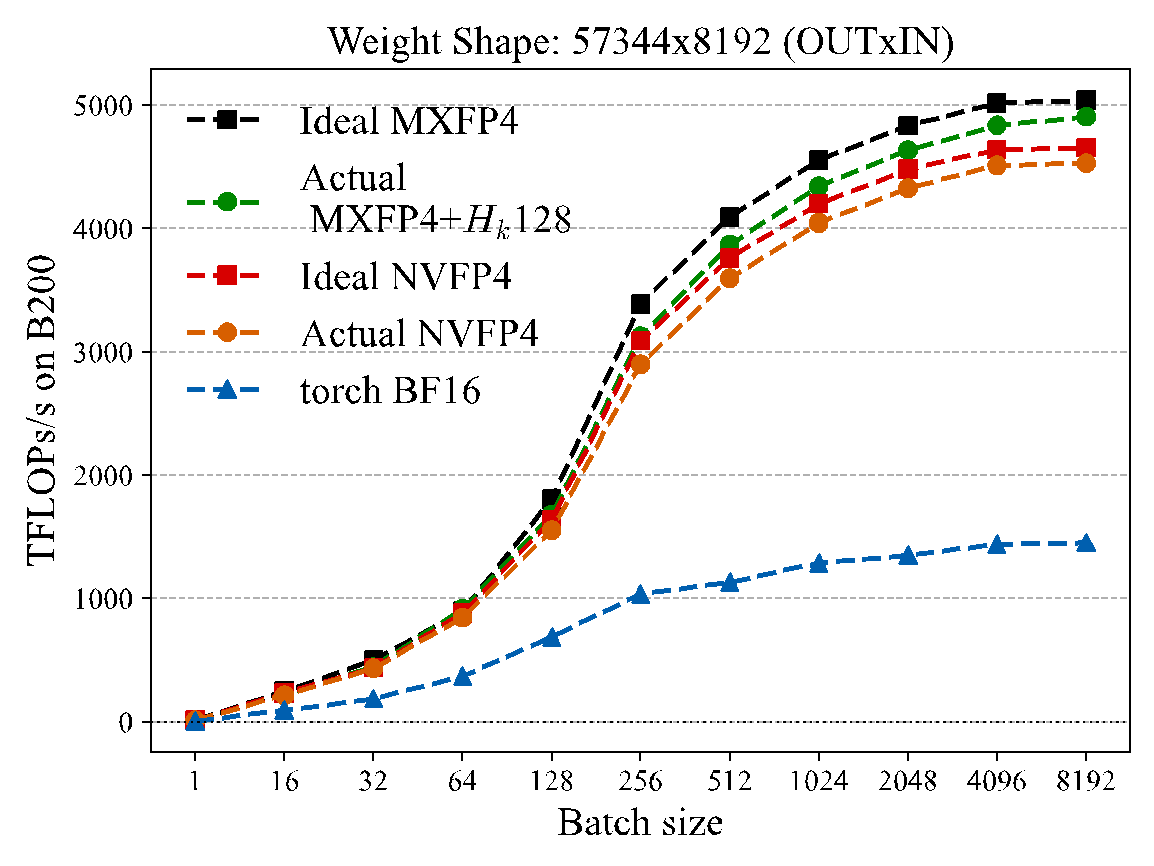 Weight Shape: 57344x8192 (OUTxIN)
5000
4000
3000
2000
1000
0
TFLOPs/s on B200
Ideal MXFP4
Actual
MXFP4+H_k128
Ideal NVFP4
Actual NVFP4
torch BF16
1 16 32 64 128 256 512 1024 2048 4096 8192
Batch size